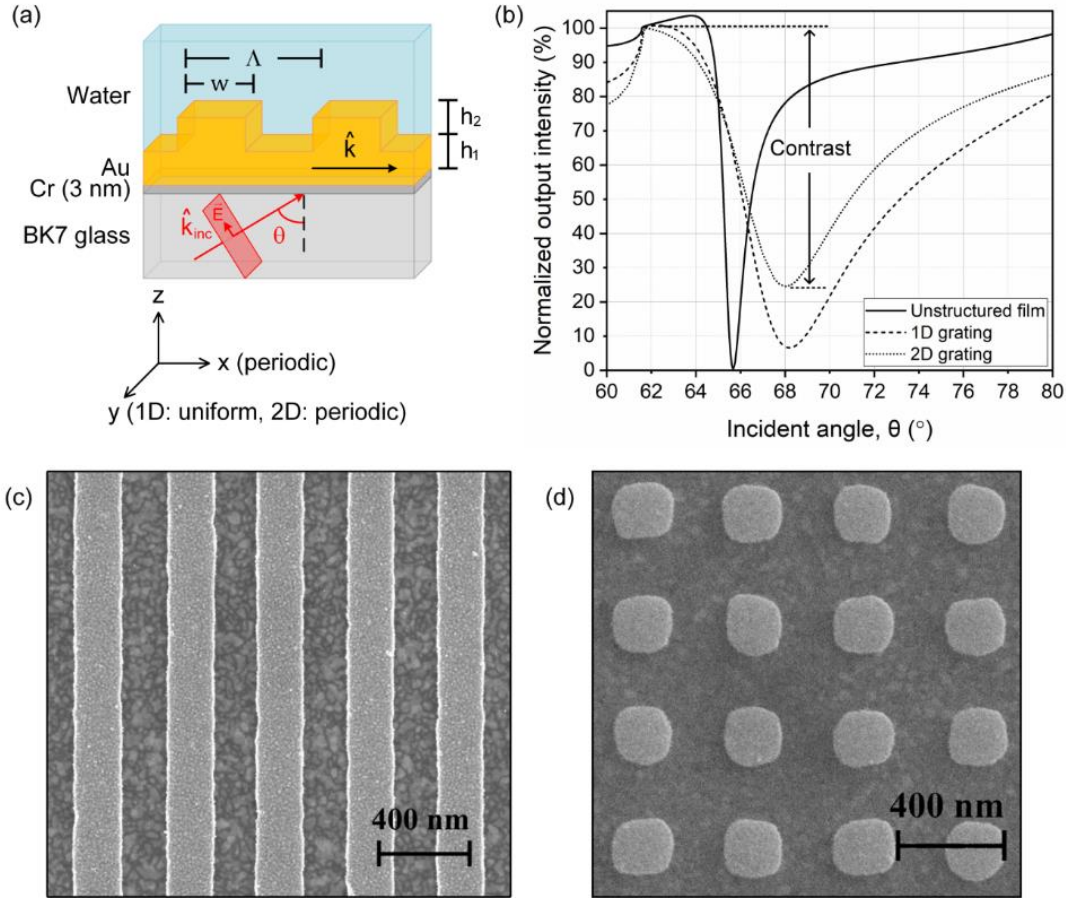 (a)
Λ
w
Water
h₂
h₁
k̂
Au
Cr (3 nm)
BK7 glass
k̂inc
E⃗
θ
z
x (periodic)
y (1D: uniform, 2D: periodic)
(b)
Normalized output intensity (%)
100
90
80
70
60
50
40
30
20
10
0
Contrast
Unstructured film
1D grating
2D grating
60 62 64 66 68 70 72 74 76 78 80
Incident angle, θ (°)
(c)
400 nm
(d)
400 nm